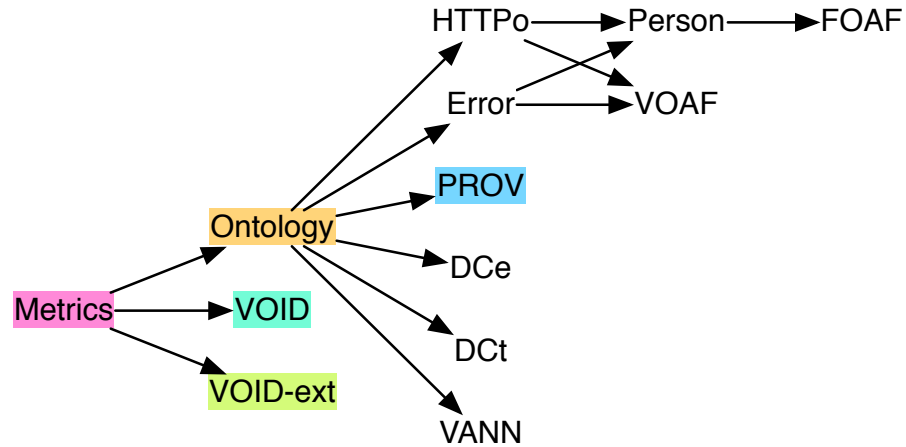 HTTPo
Person
FOAF
Error
VOAF
PROV
Ontology
DCe
Metrics
VOID
DCt
VOID-ext
VANN